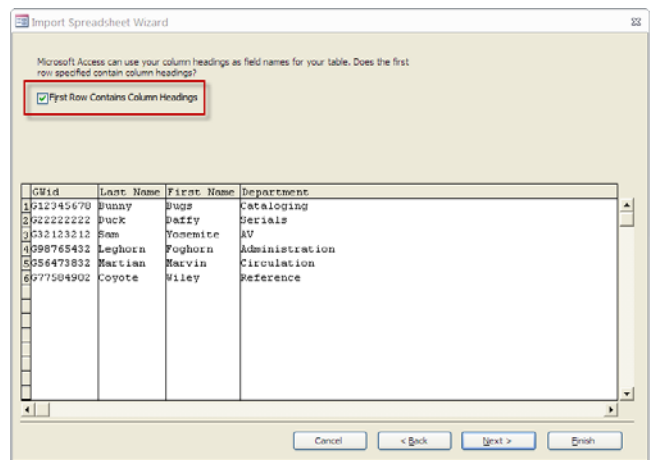 Import Spreadsheet Wizard
Microsoft Access can use your column headings as field names for your table. Does the first
row specified contain column headings?
First Row Contains Column Headings
GWid Last Name First Name Department
1 G12345678 Bunny Bugs Cataloging
2 G22222222 Duck Daffy Serials
3 G32123212 Sam Yosemite AV
4 G98765432 Leghorn Foghorn Administration
5 G56473832 Martian Marvin Circulation
6 G77584902 Coyote Wiley Reference
Cancel < Back Next > Finish